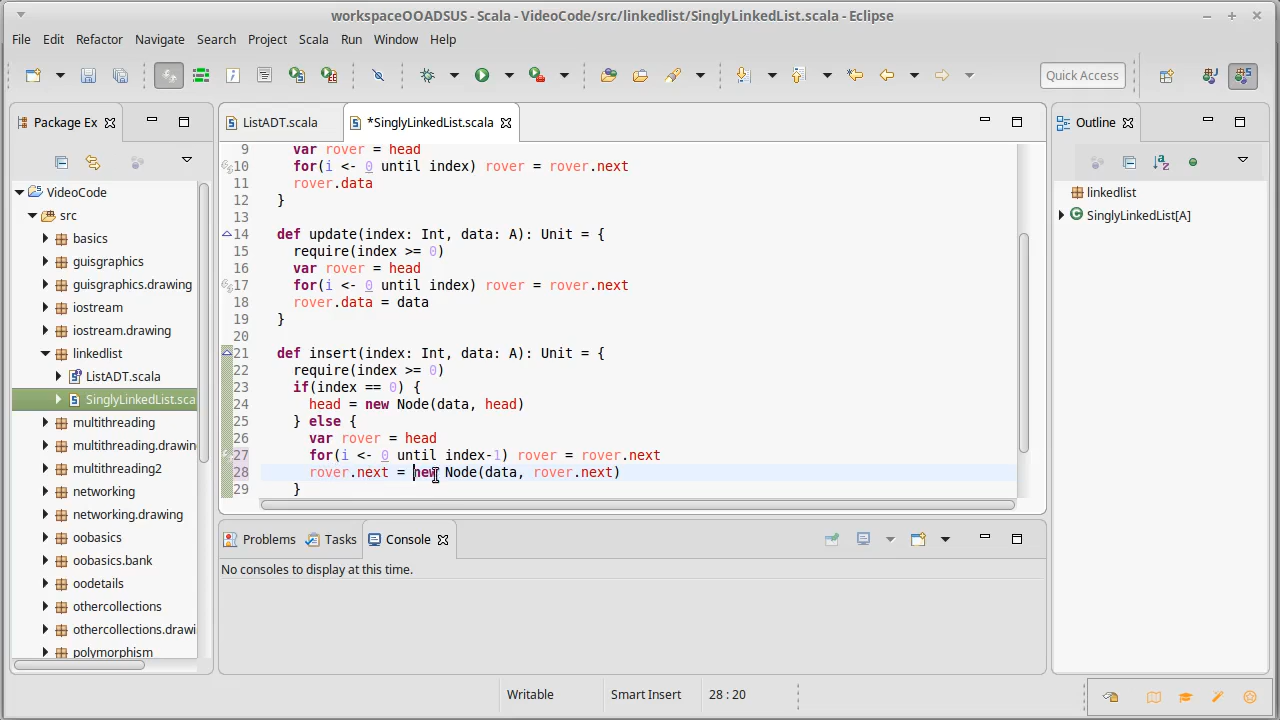 workspaceOOADSUS - Scala - VideoCode/src/linkedlist/SinglyLinkedList.scala - Eclipse
File Edit Refactor Navigate Search Project Scala Run Window Help
Quick Access
Package Ex
VideoCode
src
basics
guisgraphics
guisgraphics.drawing
iostream
iostream.drawing
linkedlist
ListADT.scala
SinglyLinkedList.sca
multithreading
multithreading.drawin
multithreading2
networking
networking.drawing
oobasics
oobasics.bank
oodetails
othercollections
othercollections.drawi
polymorphism
ListADT.scala
*SinglyLinkedList.scala
9 var rover = head
10 for(i <- 0 until index) rover = rover.next
11 rover.data
12 }
13
14 def update(index: Int, data: A): Unit = {
15 require(index >= 0)
16 var rover = head
17 for(i <- 0 until index) rover = rover.next
18 rover.data = data
19 }
20
21 def insert(index: Int, data: A): Unit = {
22 require(index >= 0)
23 if(index == 0) {
24 head = new Node(data, head)
25 } else {
26 var rover = head
27 for(i <- 0 until index-1) rover = rover.next
28 rover.next = new Node(data, rover.next)
29 }
Problems Tasks Console
No consoles to display at this time.
Outline
linkedlist
SinglyLinkedList[A]
Writable Smart Insert 28 : 20